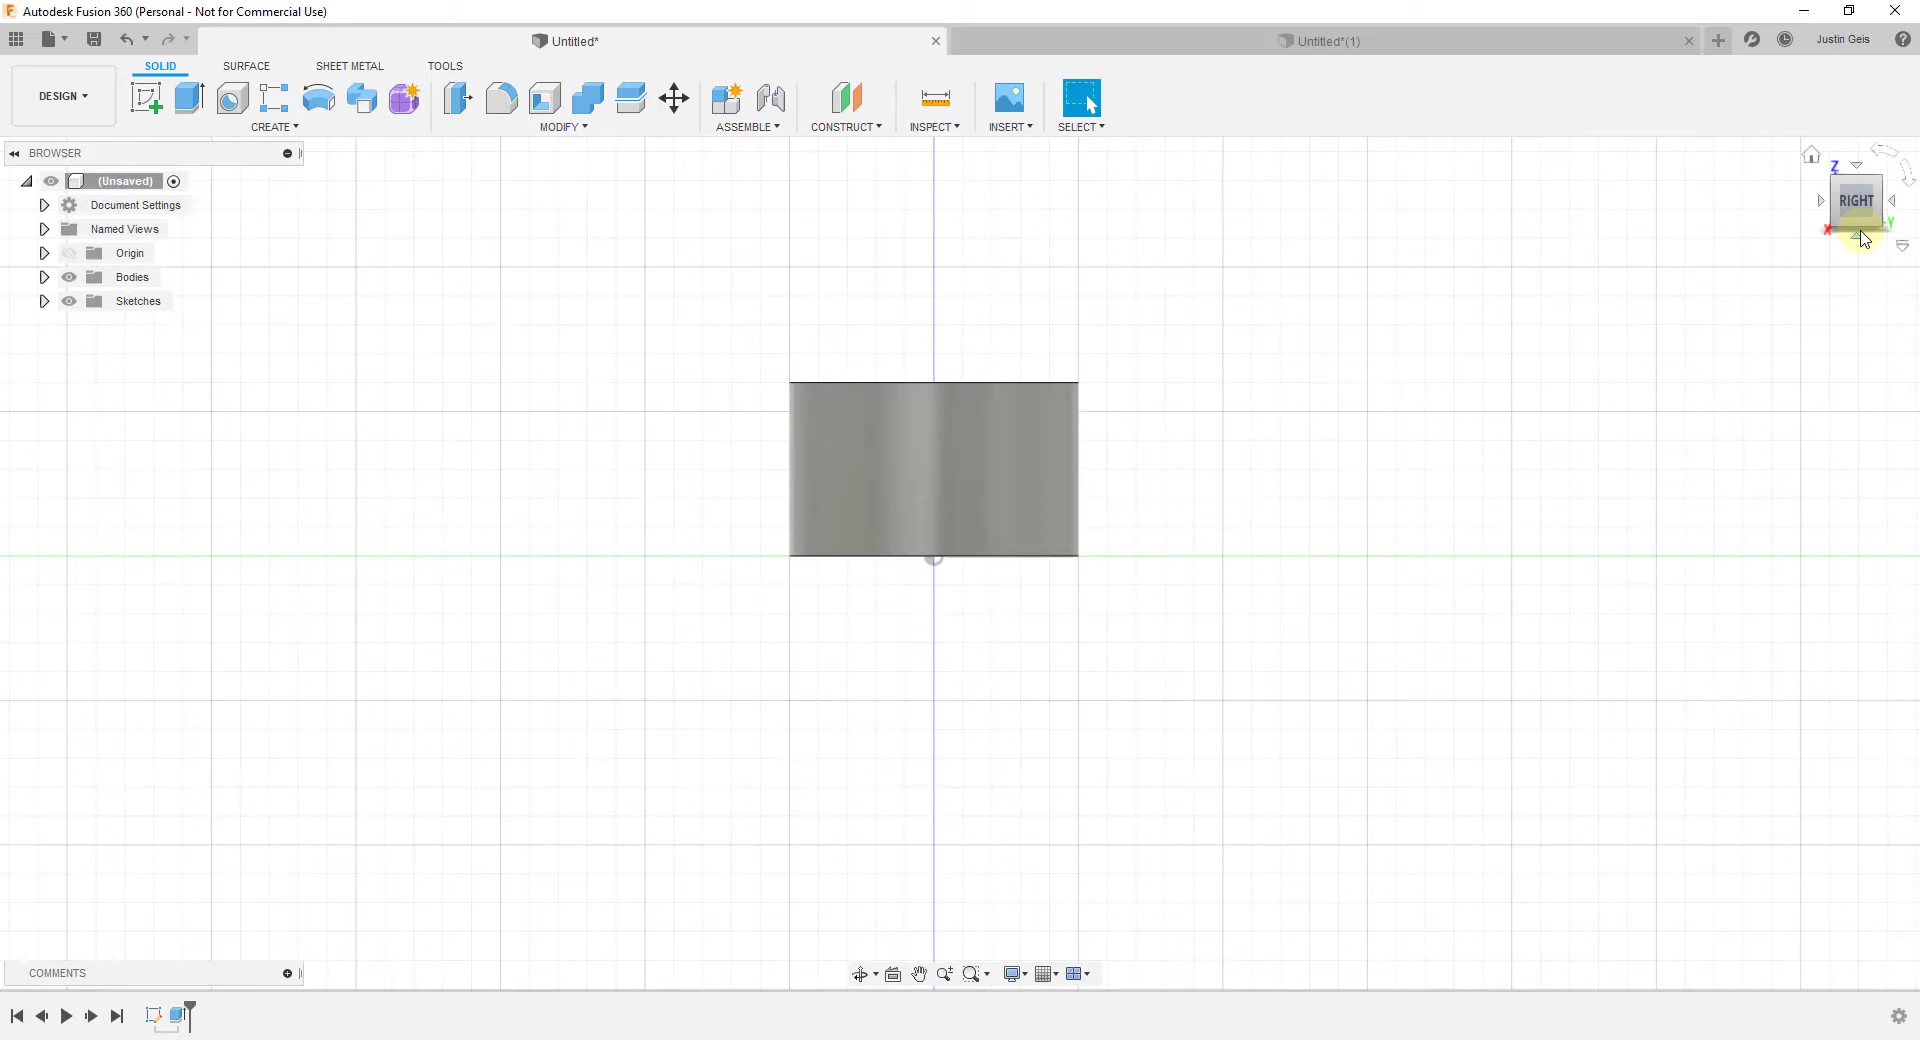 Autodesk Fusion 360 (Personal - Not for Commercial Use)
Untitled*
Untitled*(1)
Justin Geis
SOLID
SURFACE
SHEET METAL
TOOLS
DESIGN
CREATE
MODIFY
ASSEMBLE
CONSTRUCT
INSPECT
INSERT
SELECT
BROWSER
(Unsaved)
Document Settings
Named Views
Origin
Bodies
Sketches
Z
RIGHT
X
Y
COMMENTS